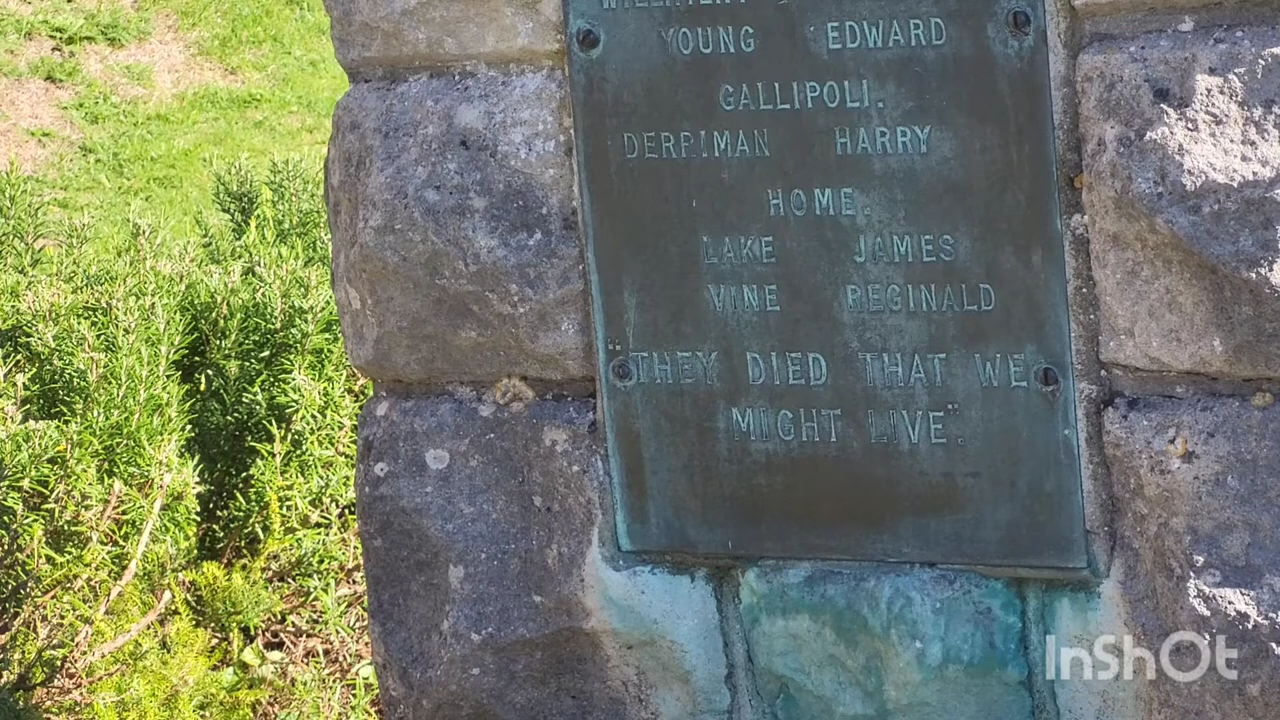 YOUNG EDWARD
GALLIPOLI.
DERRIMAN HARRY
HOME.
LAKE JAMES
VINE REGINALD
"THEY DIED THAT WE
MIGHT LIVE".
InShOt